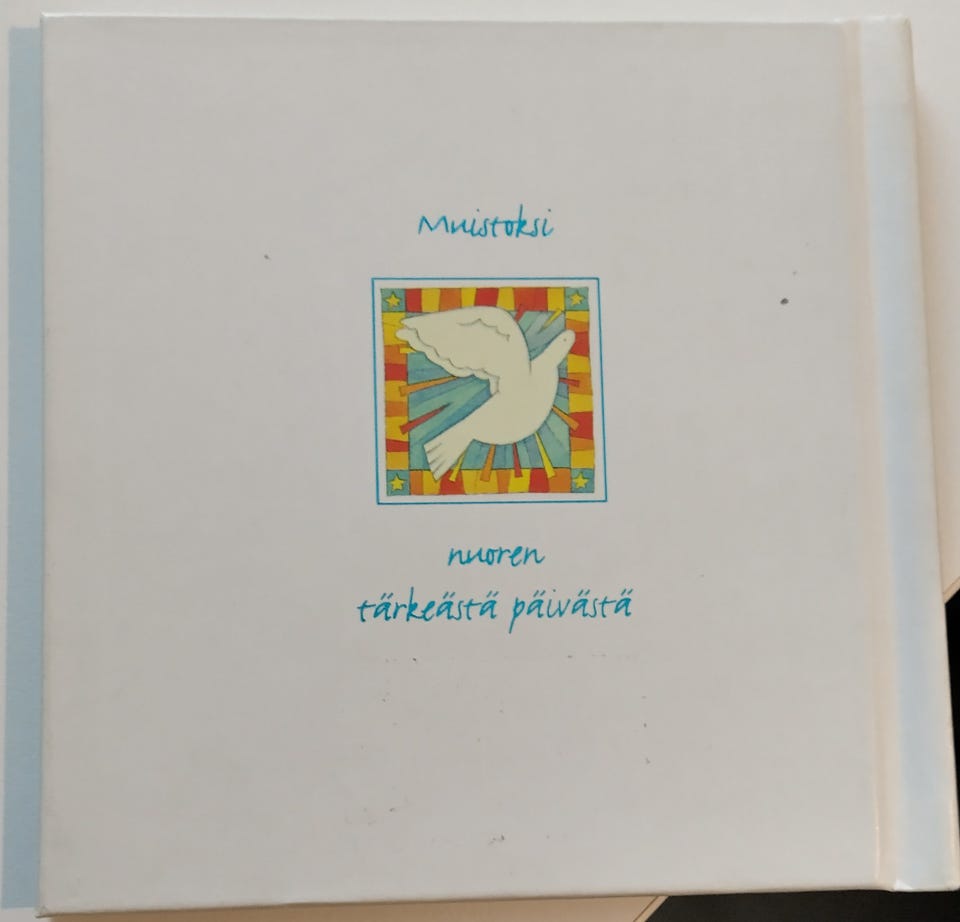 Muistoksi
nuoren
tärkeästä päivästä